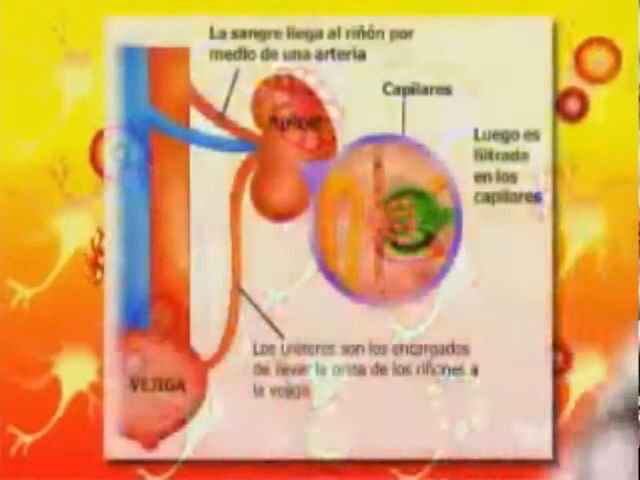 La sangre llega al riñón por
medio de una arteria
Capilares
Luego es
filtrada
en los
capilares
Los uréteres son los encargados
de llevar la orina de los riñones a
la vejiga
VEJIGA